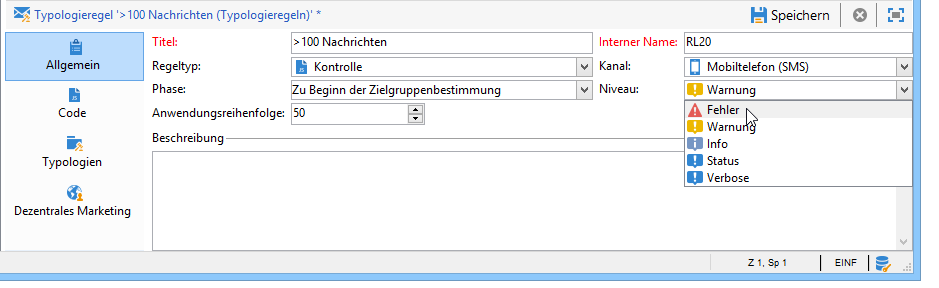 Typologieregel '>100 Nachrichten (Typologieregeln)' *
Speichern
Allgemein
Code
Typologien
Dezentrales Marketing
Titel: >100 Nachrichten Interner Name: RL20
Regeltyp: Kontrolle Kanal: Mobiltelefon (SMS)
Phase: Zu Beginn der Zielgruppenbestimmung Niveau: Warnung
Anwendungsreihenfolge: 50
Fehler
Warnung
Info
Status
Verbose
Beschreibung
Z 1, Sp 1 EINF